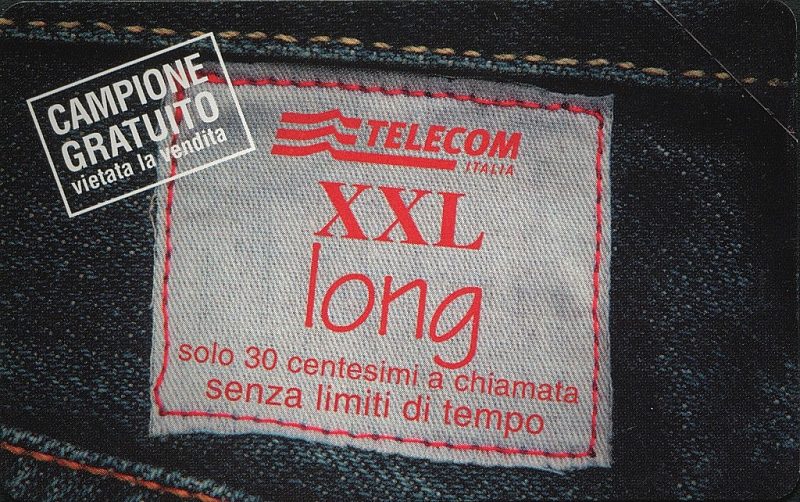 CAMPIONE
GRATUITO
vietata la vendita
TELECOM
ITALIA
XXL
long
solo 30 centesimi a chiamata
senza limiti di tempo